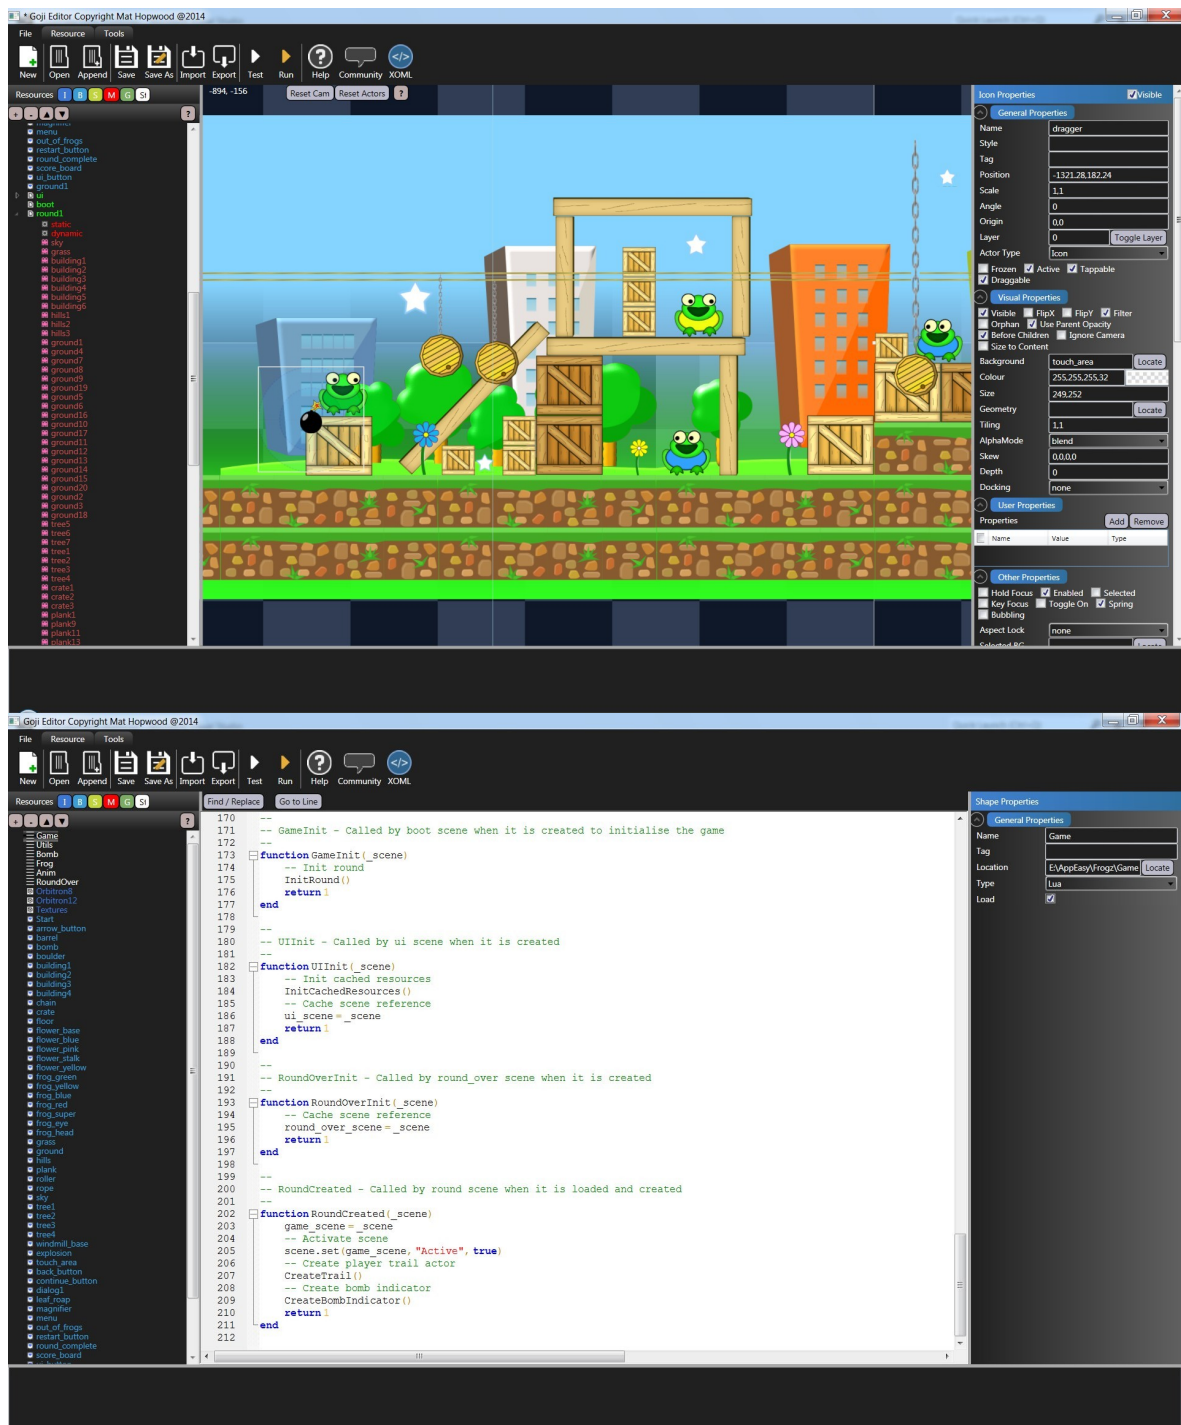 * Goji Editor Copyright Mat Hopwood @2014
File Resource Tools
New Open Append Save Save As Import Export Test Run Help Community XOML
Resources I B S M G St
-894, -156 Reset Cam Reset Actors ?
+ - ?
menu
out_of_frogs
restart_button
round_complete
score_board
ui_button
ground1
ui
boot
round1
static
dynamic
sky
grass
building1
building2
building3
building4
building5
building6
hills1
hills2
hills3
ground1
ground4
ground7
ground8
ground9
ground19
ground5
ground6
ground16
ground10
ground17
ground11
ground12
ground13
ground14
ground15
ground20
ground2
ground3
ground18
tree5
tree6
tree7
tree1
tree2
tree3
tree4
crate1
crate2
crate3
plank1
plank9
plank11
plank13
Icon Properties Visible
General Properties
Name dragger
Style
Tag
Position -1321.28,182.24
Scale 1,1
Angle 0
Origin 0,0
Layer 0 Toggle Layer
Actor Type Icon
Frozen Active Tappable
Draggable
Visual Properties
Visible FlipX FlipY Filter
Orphan Use Parent Opacity
Before Children Ignore Camera
Size to Content
Background touch_area Locate
Colour 255,255,255,32
Size 249,252
Geometry Locate
Tiling 1,1
AlphaMode blend
Skew 0,0,0,0
Depth 0
Docking none
User Properties
Properties Add Remove
Name Value Type
Other Properties
Hold Focus Enabled Selected
Key Focus Toggle On Spring
Bubbling
Aspect Lock none
Selected BG Locate
Goji Editor Copyright Mat Hopwood @2014
File Resource Tools
New Open Append Save Save As Import Export Test Run Help Community XOML
Resources I B S M G St
Find / Replace Go to Line
+ - ?
Game
Utils
Bomb
Frog
Anim
RoundOver
Orbitron8
Orbitron12
Textures
Start
arrow_button
barrel
bomb
boulder
building1
building2
building3
building4
chain
crate
floor
flower_base
flower_blue
flower_pink
flower_stalk
flower_yellow
frog_green
frog_yellow
frog_blue
frog_red
frog_super
frog_eye
frog_head
grass
ground
hills
plank
roller
rope
sky
tree1
tree2
tree3
tree4
windmill_base
explosion
touch_area
back_button
continue_button
dialog1
leaf_roap
magnifier
menu
out_of_frogs
restart_button
round_complete
score_board
170 --
171 -- GameInit - Called by boot scene when it is created to initialise the game
172 --
173 function GameInit(_scene)
174 -- Init round
175 InitRound()
176 return 1
177 end
178
179 --
180 -- UIInit - Called by ui scene when it is created
181 --
182 function UIInit(_scene)
183 -- Init cached resources
184 InitCachedResources()
185 -- Cache scene reference
186 ui_scene = _scene
187 return 1
188 end
189
190 --
191 -- RoundOverInit - Called by round_over scene when it is created
192 --
193 function RoundOverInit(_scene)
194 -- Cache scene reference
195 round_over_scene = _scene
196 return 1
197 end
198
199 --
200 -- RoundCreated - Called by round scene when it is loaded and created
201 --
202 function RoundCreated(_scene)
203 game_scene = _scene
204 -- Activate scene
205 scene.set(game_scene, "Active", true)
206 -- Create player trail actor
207 CreateTrail()
208 -- Create bomb indicator
209 CreateBombIndicator()
210 return 1
211 end
212
Shape Properties
General Properties
Name Game
Tag
Location E:\AppEasy\Frogz\Game Locate
Type Lua
Load